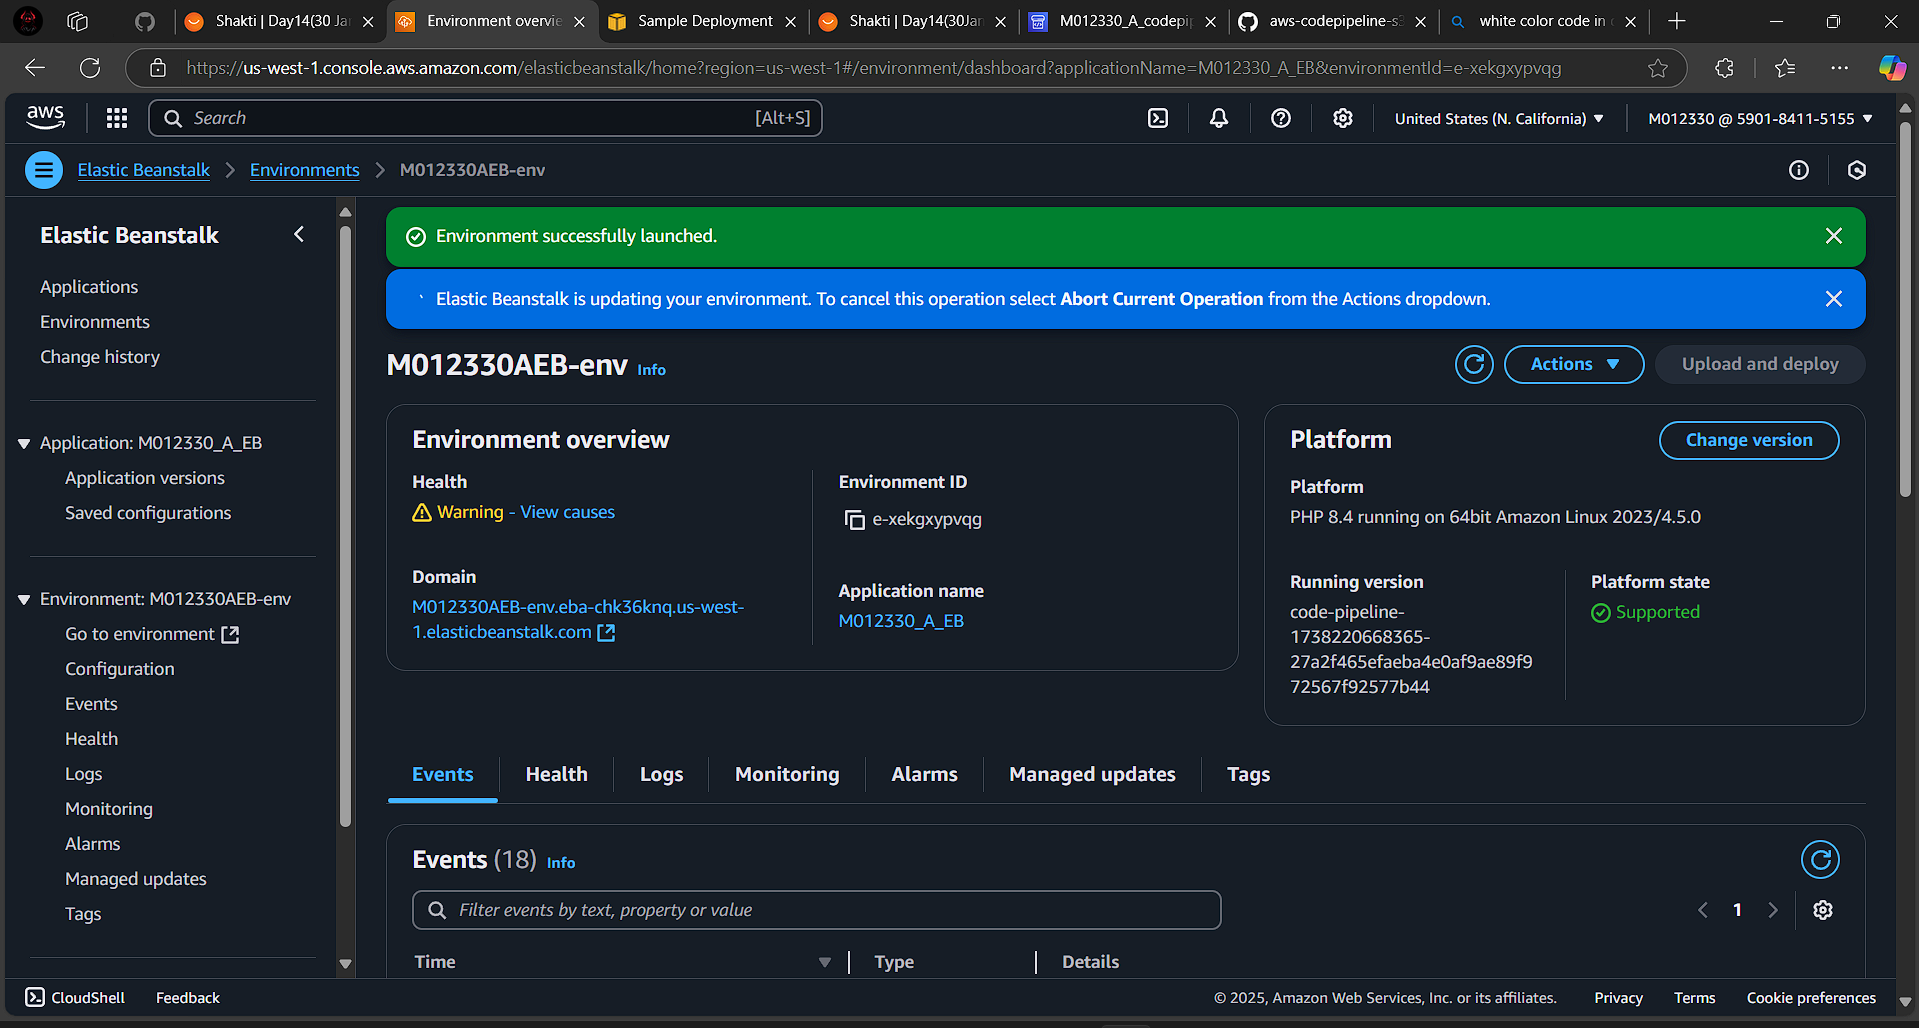 Shakti | Day14(30 Jan
Environment overvie
Sample Deployment
Shakti | Day14(30Jan
M012330_A_codepip
aws-codepipeline-s3
white color code in
https://us-west-1.console.aws.amazon.com/elasticbeanstalk/home?region=us-west-1#/environment/dashboard?applicationName=M012330_A_EB&environmentId=e-xekgxypvqg
aws
Search
[Alt+S]
United States (N. California)
M012330 @ 5901-8411-5155
Elastic Beanstalk
Environments
M012330AEB-env
Elastic Beanstalk
Applications
Environments
Change history
Application: M012330_A_EB
Application versions
Saved configurations
Environment: M012330AEB-env
Go to environment
Configuration
Events
Health
Logs
Monitoring
Alarms
Managed updates
Tags
Environment successfully launched.
Elastic Beanstalk is updating your environment. To cancel this operation select Abort Current Operation from the Actions dropdown.
M012330AEB-env Info
Actions
Upload and deploy
Environment overview
Health
Warning - View causes
Domain
M012330AEB-env.eba-chk36knq.us-west-
1.elasticbeanstalk.com
Environment ID
e-xekgxypvqg
Application name
M012330_A_EB
Platform
Change version
Platform
PHP 8.4 running on 64bit Amazon Linux 2023/4.5.0
Running version
code-pipeline-
1738220668365-
27a2f465efaeba4e0af9ae89f9
72567f92577b44
Platform state
Supported
Events
Health
Logs
Monitoring
Alarms
Managed updates
Tags
Events (18) Info
Filter events by text, property or value
1
Time
Type
Details
CloudShell
Feedback
© 2025, Amazon Web Services, Inc. or its affiliates.
Privacy
Terms
Cookie preferences